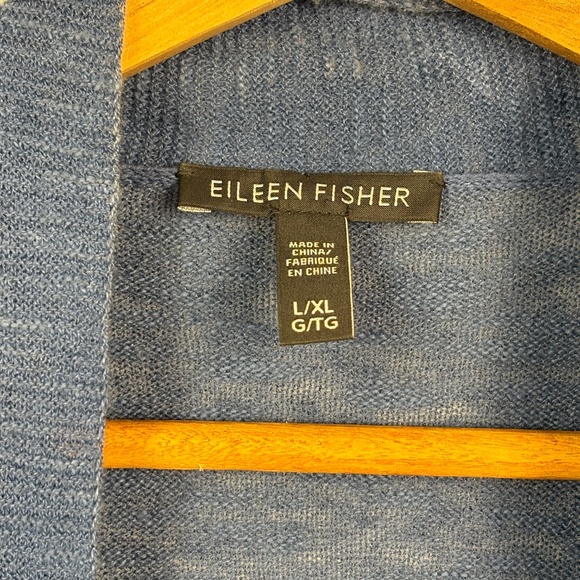 EILEEN FISHER
MADE IN
CHINA/
FABRIQUÉ
EN CHINE
L/XL
G/TG